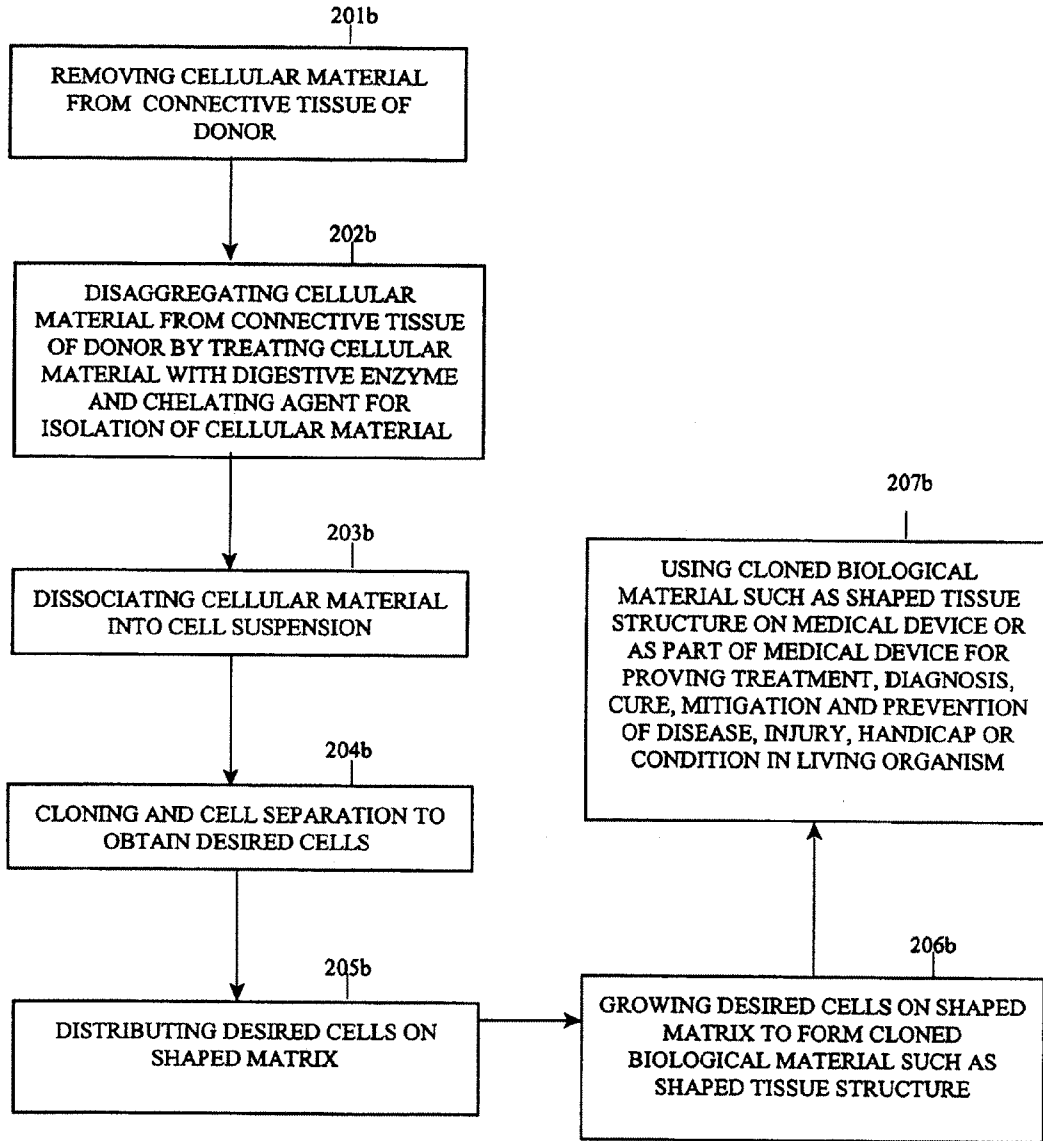 201b
REMOVING CELLULAR MATERIAL
FROM CONNECTIVE TISSUE OF
DONOR
202b
DISAGGREGATING CELLULAR
MATERIAL FROM CONNECTIVE TISSUE
OF DONOR BY TREATING CELLULAR
MATERIAL WITH DIGESTIVE ENZYME
AND CHELATING AGENT FOR
ISOLATION OF CELLULAR MATERIAL
203b
DISSOCIATING CELLULAR MATERIAL
INTO CELL SUSPENSION
204b
CLONING AND CELL SEPARATION TO
OBTAIN DESIRED CELLS
205b
DISTRIBUTING DESIRED CELLS ON
SHAPED MATRIX
206b
GROWING DESIRED CELLS ON SHAPED
MATRIX TO FORM CLONED
BIOLOGICAL MATERIAL SUCH AS
SHAPED TISSUE STRUCTURE
207b
USING CLONED BIOLOGICAL
MATERIAL SUCH AS SHAPED TISSUE
STRUCTURE ON MEDICAL DEVICE OR
AS PART OF MEDICAL DEVICE FOR
PROVING TREATMENT, DIAGNOSIS,
CURE, MITIGATION AND PREVENTION
OF DISEASE, INJURY, HANDICAP OR
CONDITION IN LIVING ORGANISM